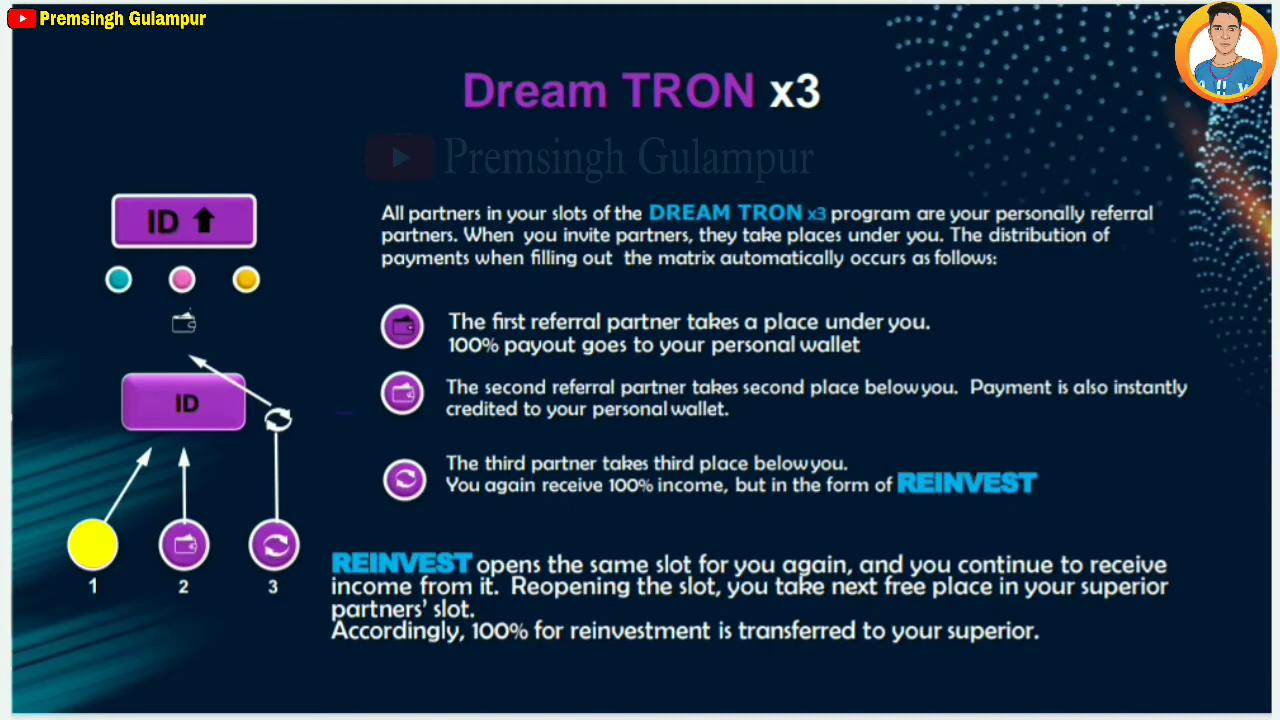 Premsingh Gulampur
Dream TRON x3
Premsingh Gulampur
ID
All partners in your slots of the DREAM TRON x3 program are your personally referral
partners. When you invite partners, they take places under you. The distribution of
payments when filling out the matrix automatically occurs as follows:
The first referral partner takes a place under you.
100% payout goes to your personal wallet
ID
The second referral partner takes second place below you. Payment is also instantly
credited to your personal wallet.
The third partner takes third place below you.
You again receive 100% income, but in the form of REINVEST
1 2 3
REINVEST opens the same slot for you again, and you continue to receive
income from it. Reopening the slot, you take next free place in your superior
partners' slot.
Accordingly, 100% for reinvestment is transferred to your superior.